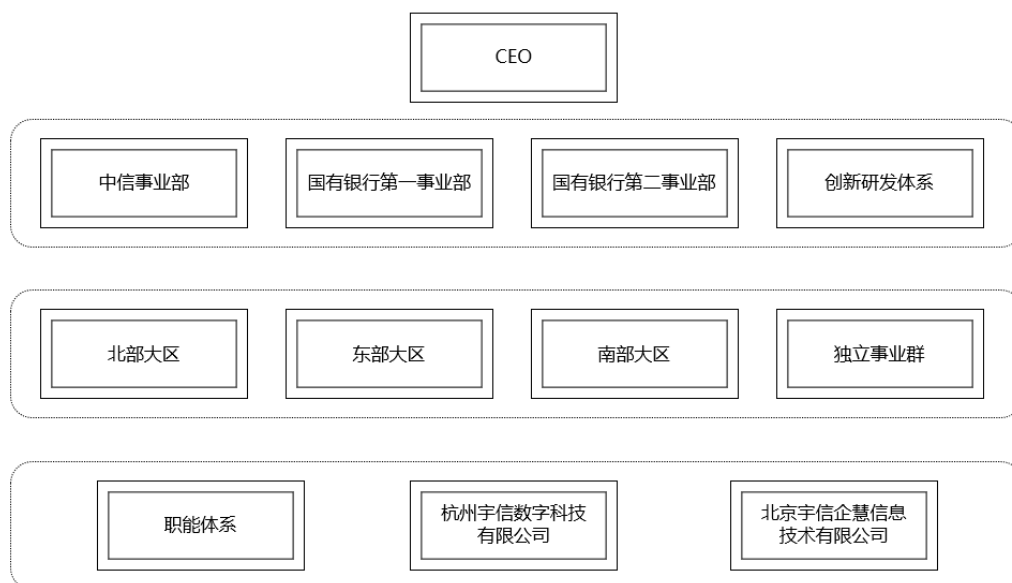 CEO
中信事业部
国有银行第一事业部
国有银行第二事业部
创新研发体系
北部大区
东部大区
南部大区
独立事业群
职能体系
杭州宇信数字科技
有限公司
北京宇信企慧信息
技术有限公司